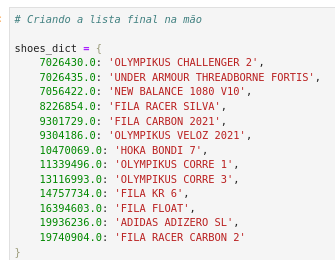 # Criando a lista final na mão
shoes_dict = {
7026430.0: 'OLYMPIKUS CHALLENGER 2',
7026435.0: 'UNDER ARMOUR THREADBORNE FORTIS',
7056422.0: 'NEW BALANCE 1080 V10',
8226854.0: 'FILA RACER SILVA',
9301729.0: 'FILA CARBON 2021',
9304186.0: 'OLYMPIKUS VELOZ 2021',
10470069.0: 'HOKA BONDI 7',
11339496.0: 'OLYMPIKUS CORRE 1',
13116993.0: 'OLYMPIKUS CORRE 3',
14757734.0: 'FILA KR 6',
16394603.0: 'FILA FLOAT',
19936236.0: 'ADIDAS ADIZERO SL',
19740904.0: 'FILA RACER CARBON 2'
}